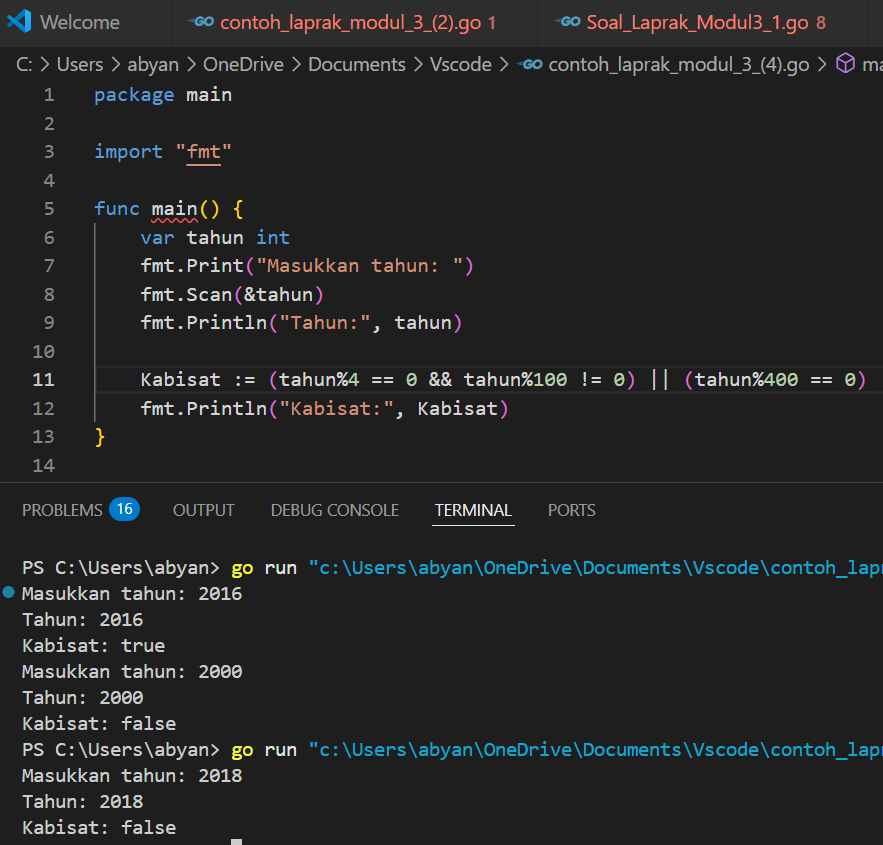 Welcome GO contoh_laprak_modul_3_(2).go 1 GO Soal_Laprak_Modul3_1.go 8
C: > Users > abyan > OneDrive > Documents > Vscode > GO contoh_laprak_modul_3_(4).go >
1 package main
2
3 import "fmt"
4
5 func main() {
6 var tahun int
7 fmt.Print("Masukkan tahun: ")
8 fmt.Scan(&tahun)
9 fmt.Println("Tahun:", tahun)
10
11 Kabisat := (tahun%4 == 0 && tahun%100 != 0) || (tahun%400 == 0)
12 fmt.Println("Kabisat:", Kabisat)
13 }
14
PROBLEMS 16 OUTPUT DEBUG CONSOLE TERMINAL PORTS
PS C:\Users\abyan> go run "c:\Users\abyan\OneDrive\Documents\Vscode\contoh_lapr
Masukkan tahun: 2016
Tahun: 2016
Kabisat: true
Masukkan tahun: 2000
Tahun: 2000
Kabisat: false
PS C:\Users\abyan> go run "c:\Users\abyan\OneDrive\Documents\Vscode\contoh_lapr
Masukkan tahun: 2018
Tahun: 2018
Kabisat: false